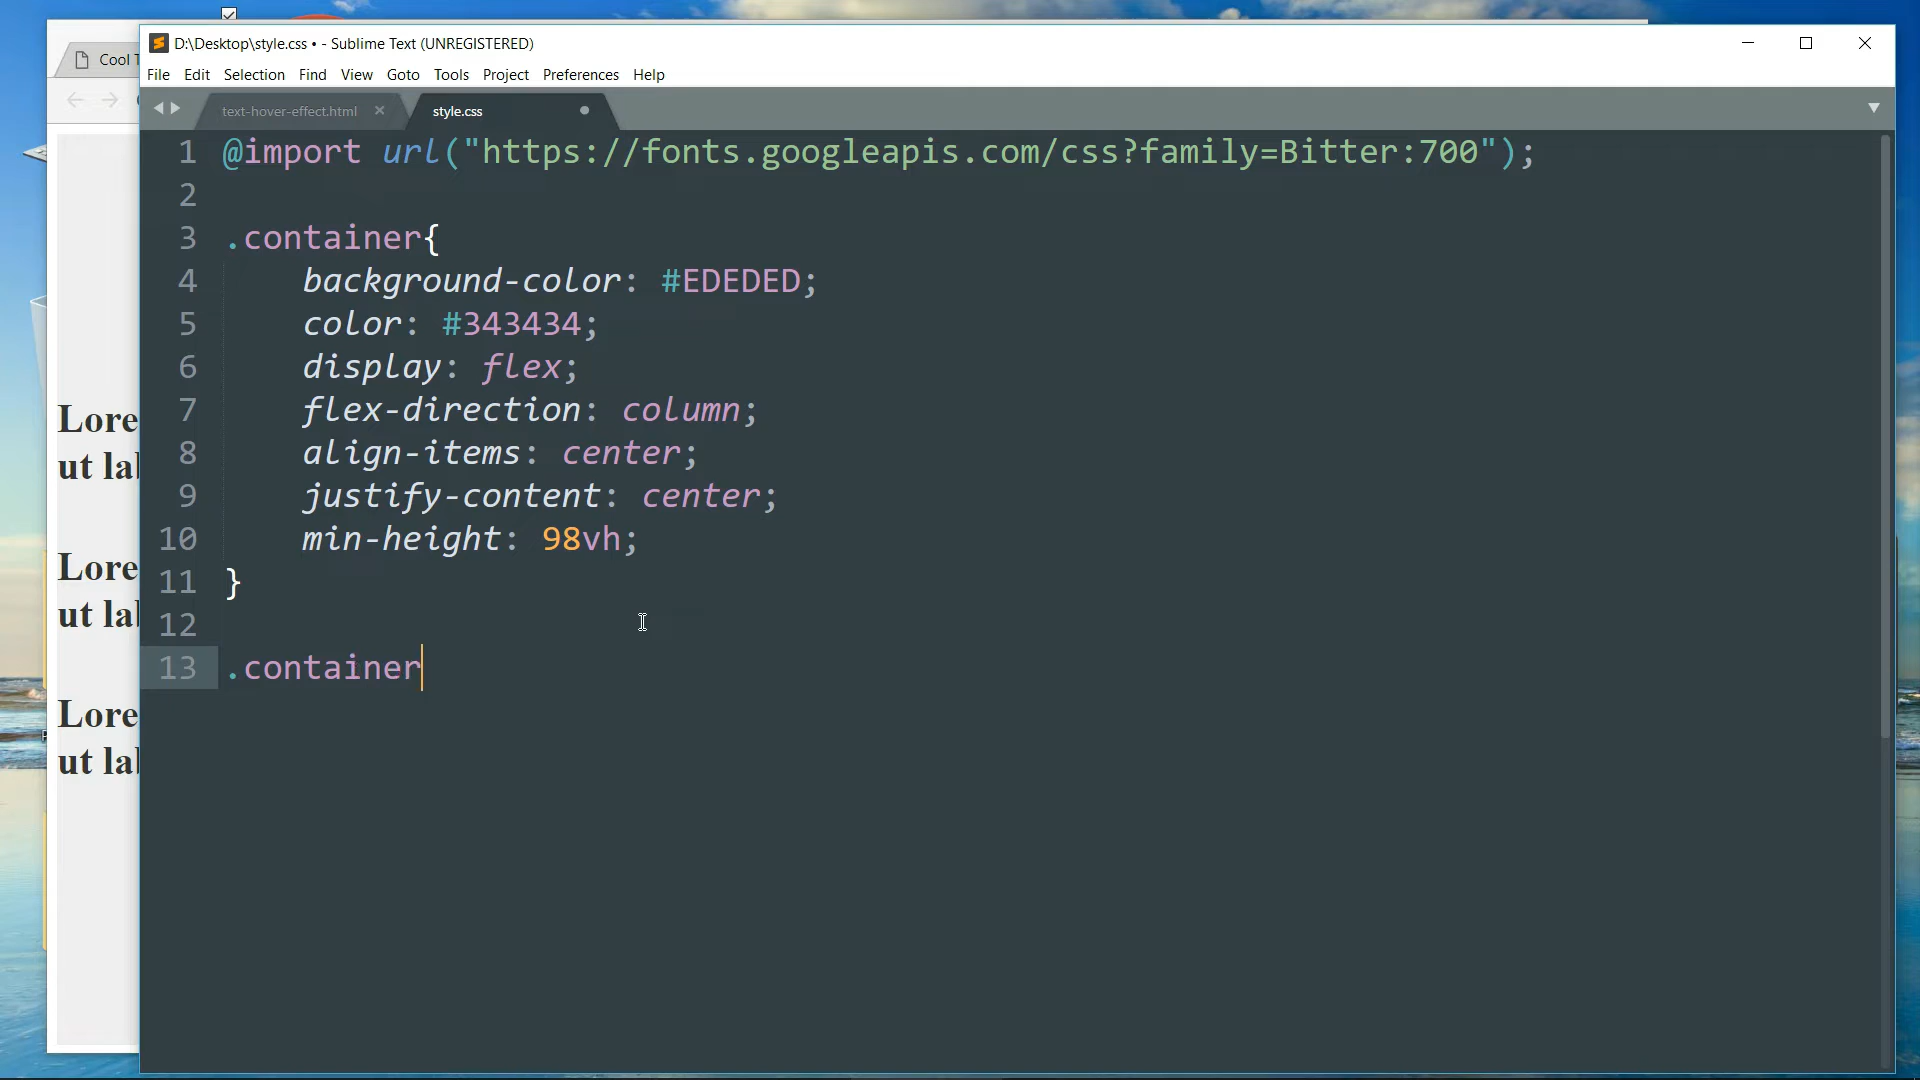 D:\Desktop\style.css • - Sublime Text (UNREGISTERED)
File Edit Selection Find View Goto Tools Project Preferences Help
Cool
text-hover-effect.html × style.css
1 @import url("https://fonts.googleapis.com/css?family=Bitter:700");
2
3 .container{
4 background-color: #EDEDED;
5 color: #343434;
6 display: flex;
7 flex-direction: column;
8 align-items: center;
9 justify-content: center;
10 min-height: 98vh;
11 }
12
13 .container
Lore
ut la
Lore
ut la
Lore
ut la